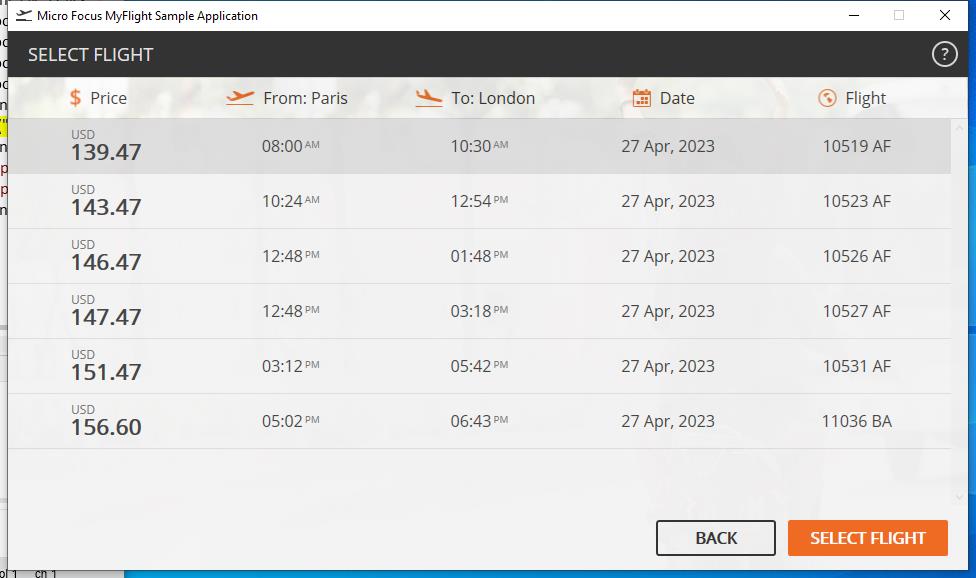 Micro Focus MyFlight Sample Application
SELECT FLIGHT ?
$ Price From: Paris To: London Date Flight
USD
139.47 08:00 AM 10:30 AM 27 Apr, 2023 10519 AF
USD
143.47 10:24 AM 12:54 PM 27 Apr, 2023 10523 AF
USD
146.47 12:48 PM 01:48 PM 27 Apr, 2023 10526 AF
USD
147.47 12:48 PM 03:18 PM 27 Apr, 2023 10527 AF
USD
151.47 03:12 PM 05:42 PM 27 Apr, 2023 10531 AF
USD
156.60 05:02 PM 06:43 PM 27 Apr, 2023 11036 BA
BACK SELECT FLIGHT
ol 1 ch 1